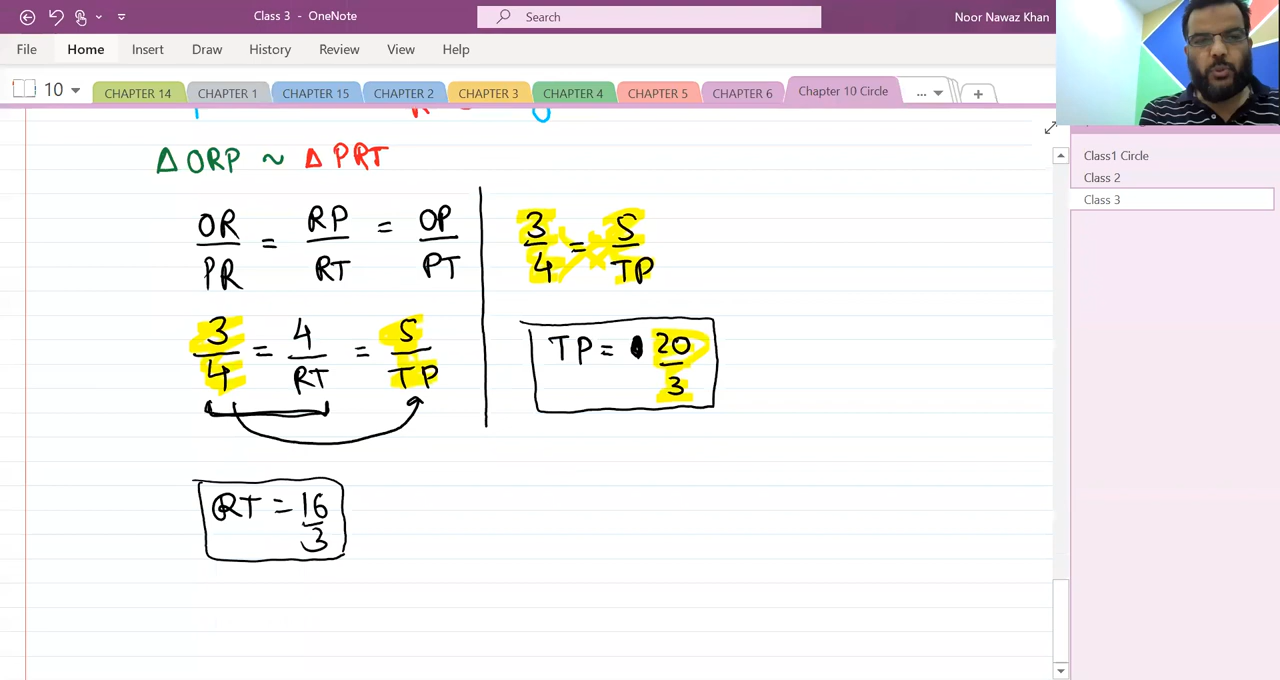 Class 3 - OneNote
Search
Noor Nawaz Khan
File Home Insert Draw History Review View Help
10 CHAPTER 14 CHAPTER 1 CHAPTER 15 CHAPTER 2 CHAPTER 3 CHAPTER 4 CHAPTER 5 CHAPTER 6 Chapter 10 Circle ... +
Class1 Circle
Class 2
Class 3
Δ ORP ~ Δ PRT
OR/PR = RP/RT = OP/PT
3/4 = 4/RT = 5/TP
RT = 16/3
3/4 = 5/TP
TP = 20/3